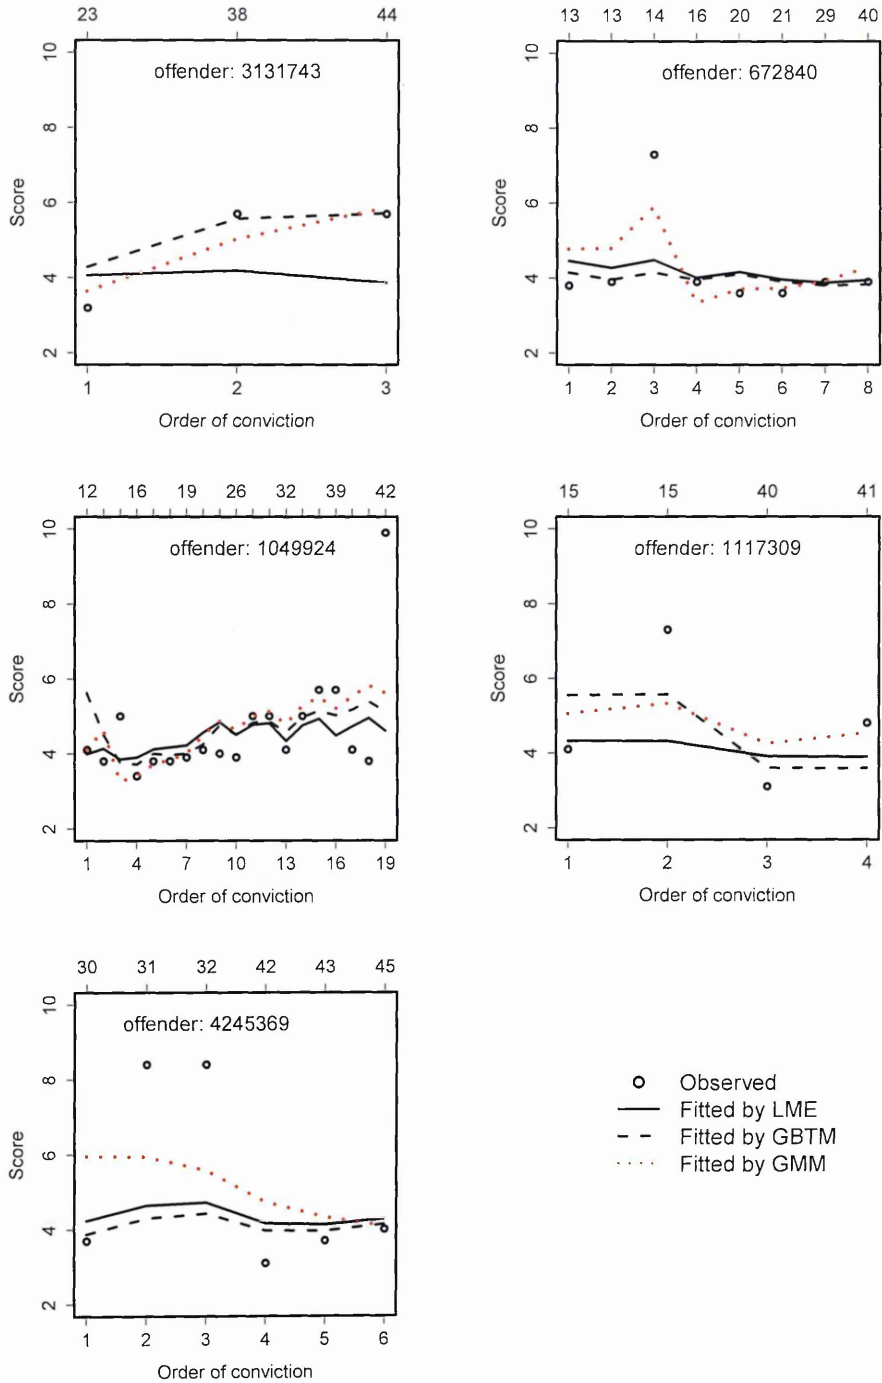 23 38 44
offender: 3131743
Score
10
8
6
4
2
1 2 3
Order of conviction
13 13 14 16 20 21 29 40
offender: 672840
Score
10
8
6
4
2
1 2 3 4 5 6 7 8
Order of conviction
12 16 19 26 32 39 42
offender: 1049924
Score
10
8
6
4
2
1 4 7 10 13 16 19
Order of conviction
15 15 40 41
offender: 1117309
Score
10
8
6
4
2
1 2 3 4
Order of conviction
30 31 32 42 43 45
offender: 4245369
Score
10
8
6
4
2
1 2 3 4 5 6
Order of conviction
Observed
Fitted by LME
Fitted by GBTM
Fitted by GMM